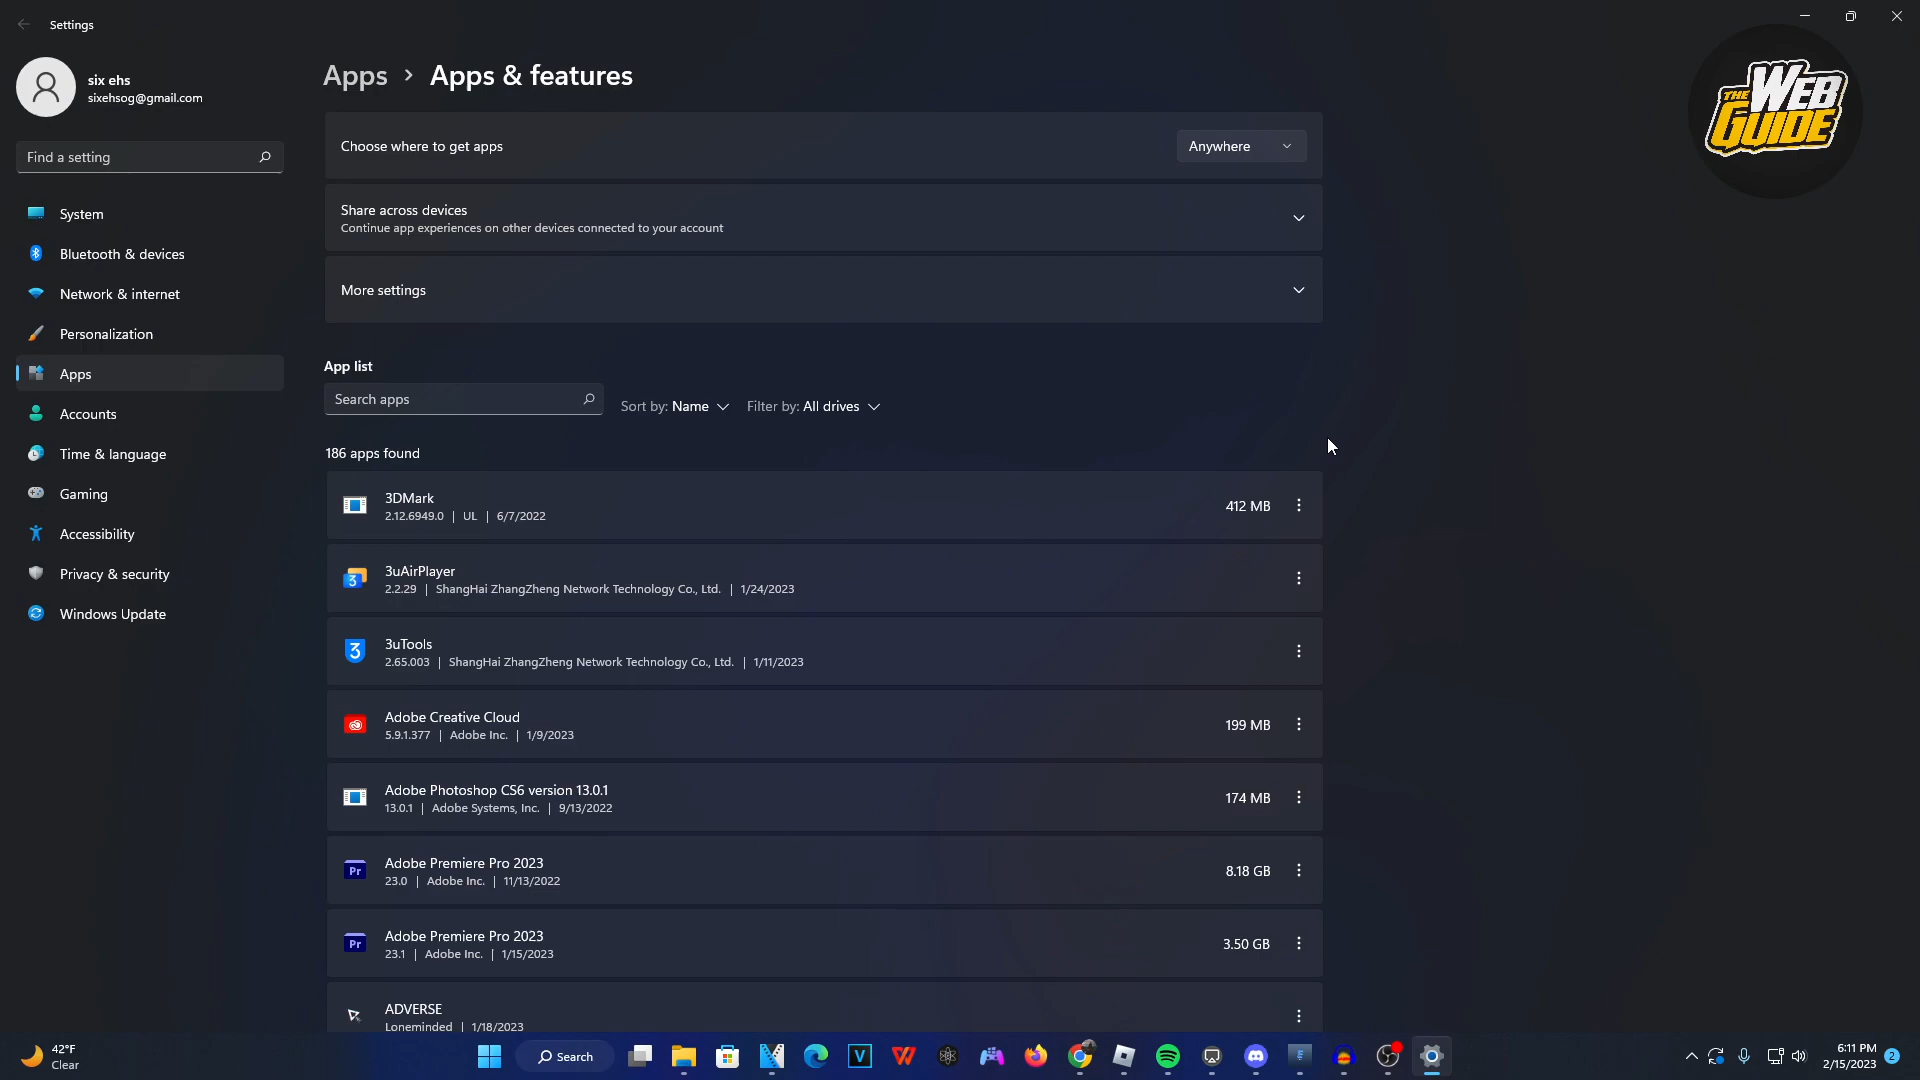 Settings
six ehs
sixehsog@gmail.com
Find a setting
System
Bluetooth & devices
Network & internet
Personalization
Apps
Accounts
Time & language
Gaming
Accessibility
Privacy & security
Windows Update
Apps > Apps & features
THE WEB GUIDE
Choose where to get apps
Anywhere
Share across devices
Continue app experiences on other devices connected to your account
More settings
App list
Search apps
Sort by: Name
Filter by: All drives
186 apps found
3DMark
2.12.6949.0 | UL | 6/7/2022
412 MB
3uAirPlayer
2.2.29 | ShangHai ZhangZheng Network Technology Co., Ltd. | 1/24/2023
3uTools
2.65.003 | ShangHai ZhangZheng Network Technology Co., Ltd. | 1/11/2023
Adobe Creative Cloud
5.9.1.377 | Adobe Inc. | 1/9/2023
199 MB
Adobe Photoshop CS6 version 13.0.1
13.0.1 | Adobe Systems, Inc. | 9/13/2022
174 MB
Adobe Premiere Pro 2023
23.0 | Adobe Inc. | 11/13/2022
8.18 GB
Adobe Premiere Pro 2023
23.1 | Adobe Inc. | 1/15/2023
3.50 GB
ADVERSE
Loneminded | 1/18/2023
42°F
Clear
Search
6:11 PM
2/15/2023
2